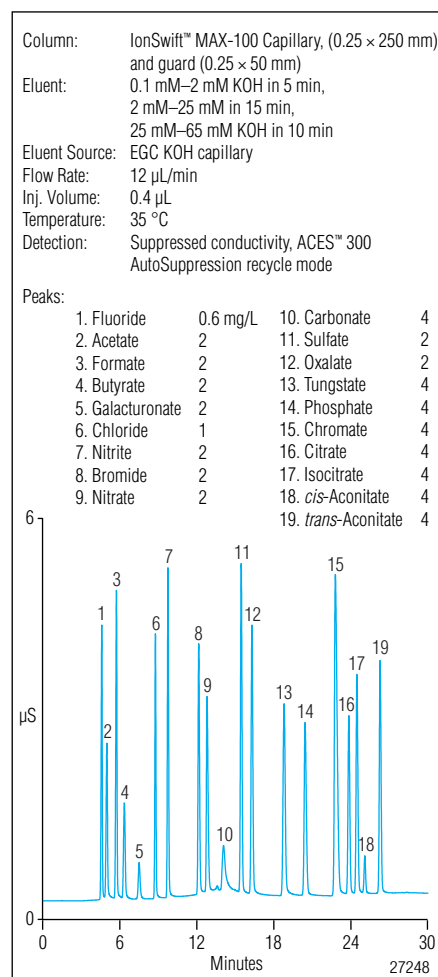 Column: IonSwift™ MAX-100 Capillary, (0.25 × 250 mm)
and guard (0.25 × 50 mm)
Eluent: 0.1 mM–2 mM KOH in 5 min,
2 mM–25 mM in 15 min,
25 mM–65 mM KOH in 10 min
Eluent Source: EGC KOH capillary
Flow Rate: 12 µL/min
Inj. Volume: 0.4 µL
Temperature: 35 °C
Detection: Suppressed conductivity, ACES™ 300
AutoSuppression recycle mode
Peaks:
1. Fluoride 0.6 mg/L 10. Carbonate 4
2. Acetate 2 11. Sulfate 2
3. Formate 2 12. Oxalate 2
4. Butyrate 2 13. Tungstate 4
5. Galacturonate 2 14. Phosphate 4
6. Chloride 1 15. Chromate 4
7. Nitrite 2 16. Citrate 4
8. Bromide 2 17. Isocitrate 4
9. Nitrate 2 18. cis-Aconitate 4
19. trans-Aconitate 4
6
µS
0
1 2 3 4 5 6 7 8 9 10 11 12 13 14 15 16 17 18 19
0 6 12 18 24 30
Minutes
27248